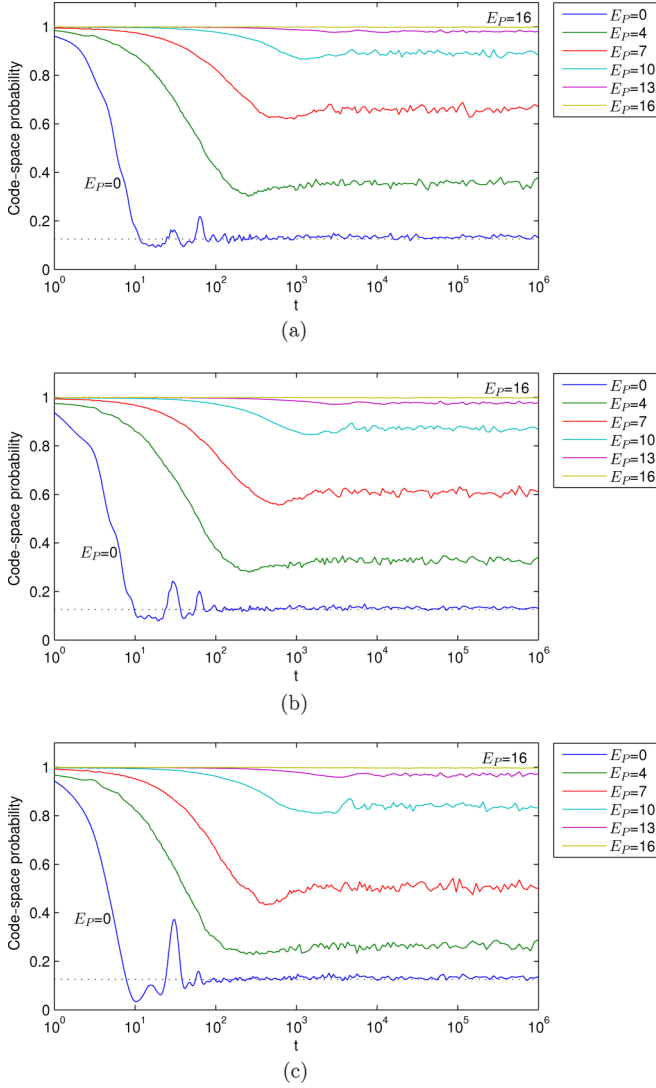 E_P=16
1
0.8
0.6
0.4
0.2
0
Code-space probability
E_P=0
10^0 10^1 10^2 10^3 10^4 10^5 10^6
t
E_P=0
E_P=4
E_P=7
E_P=10
E_P=13
E_P=16
(a)
E_P=16
1
0.8
0.6
0.4
0.2
0
Code-space probability
E_P=0
10^0 10^1 10^2 10^3 10^4 10^5 10^6
t
E_P=0
E_P=4
E_P=7
E_P=10
E_P=13
E_P=16
(b)
E_P=16
1
0.8
0.6
0.4
0.2
0
Code-space probability
E_P=0
10^0 10^1 10^2 10^3 10^4 10^5 10^6
t
E_P=0
E_P=4
E_P=7
E_P=10
E_P=13
E_P=16
(c)